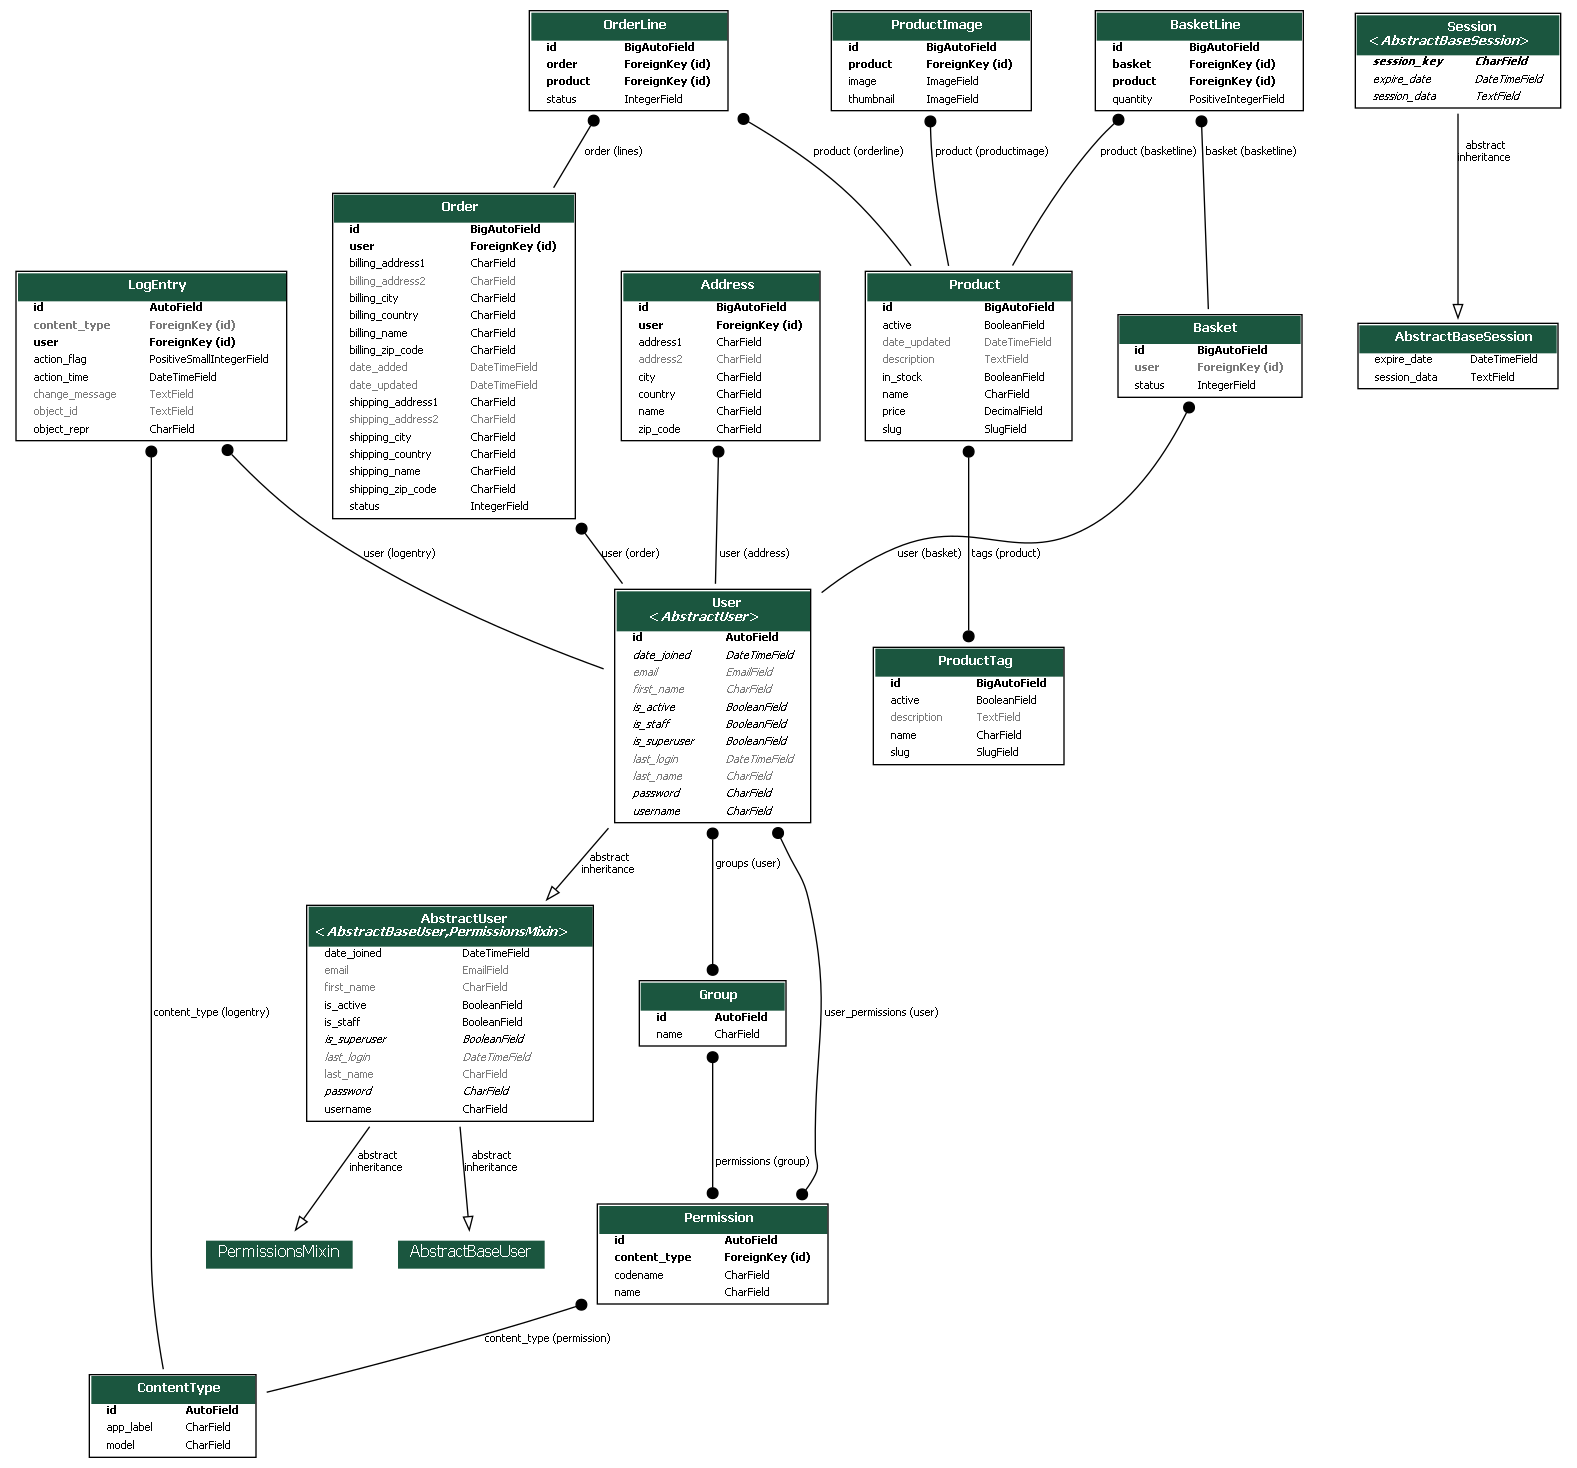 OrderLine
id BigAutoField
order ForeignKey (id)
product ForeignKey (id)
status IntegerField
ProductImage
id BigAutoField
product ForeignKey (id)
image ImageField
thumbnail ImageField
BasketLine
id BigAutoField
basket ForeignKey (id)
product ForeignKey (id)
quantity PositiveIntegerField
Session
<AbstractBaseSession>
session_key CharField
expire_date DateTimeField
session_data TextField
order (lines)
product (orderline)
product (productimage)
product (basketline)
basket (basketline)
abstract
inheritance
Order
id BigAutoField
user ForeignKey (id)
billing_address1 CharField
billing_address2 CharField
billing_city CharField
billing_country CharField
billing_name CharField
billing_zip_code CharField
date_added DateTimeField
date_updated DateTimeField
shipping_address1 CharField
shipping_address2 CharField
shipping_city CharField
shipping_country CharField
shipping_name CharField
shipping_zip_code CharField
status IntegerField
LogEntry
id AutoField
content_type ForeignKey (id)
user ForeignKey (id)
action_flag PositiveSmallIntegerField
action_time DateTimeField
change_message TextField
object_id TextField
object_repr CharField
Address
id BigAutoField
user ForeignKey (id)
address1 CharField
address2 CharField
city CharField
country CharField
name CharField
zip_code CharField
Product
id BigAutoField
active BooleanField
date_updated DateTimeField
description TextField
in_stock BooleanField
name CharField
price DecimalField
slug SlugField
Basket
id BigAutoField
user ForeignKey (id)
status IntegerField
AbstractBaseSession
expire_date DateTimeField
session_data TextField
user (logentry)
user (order)
user (address)
user (basket)
tags (product)
User
<AbstractUser>
id AutoField
date_joined DateTimeField
email EmailField
first_name CharField
is_active BooleanField
is_staff BooleanField
is_superuser BooleanField
last_login DateTimeField
last_name CharField
password CharField
username CharField
ProductTag
id BigAutoField
active BooleanField
description TextField
name CharField
slug SlugField
abstract
inheritance
groups (user)
AbstractUser
<AbstractBaseUser,PermissionsMixin>
date_joined DateTimeField
email EmailField
first_name CharField
is_active BooleanField
is_staff BooleanField
is_superuser BooleanField
last_login DateTimeField
last_name CharField
password CharField
username CharField
Group
id AutoField
name CharField
content_type (logentry)
user_permissions (user)
abstract
inheritance
abstract
inheritance
permissions (group)
PermissionsMixin
AbstractBaseUser
Permission
id AutoField
content_type ForeignKey (id)
codename CharField
name CharField
content_type (permission)
ContentType
id AutoField
app_label CharField
model CharField